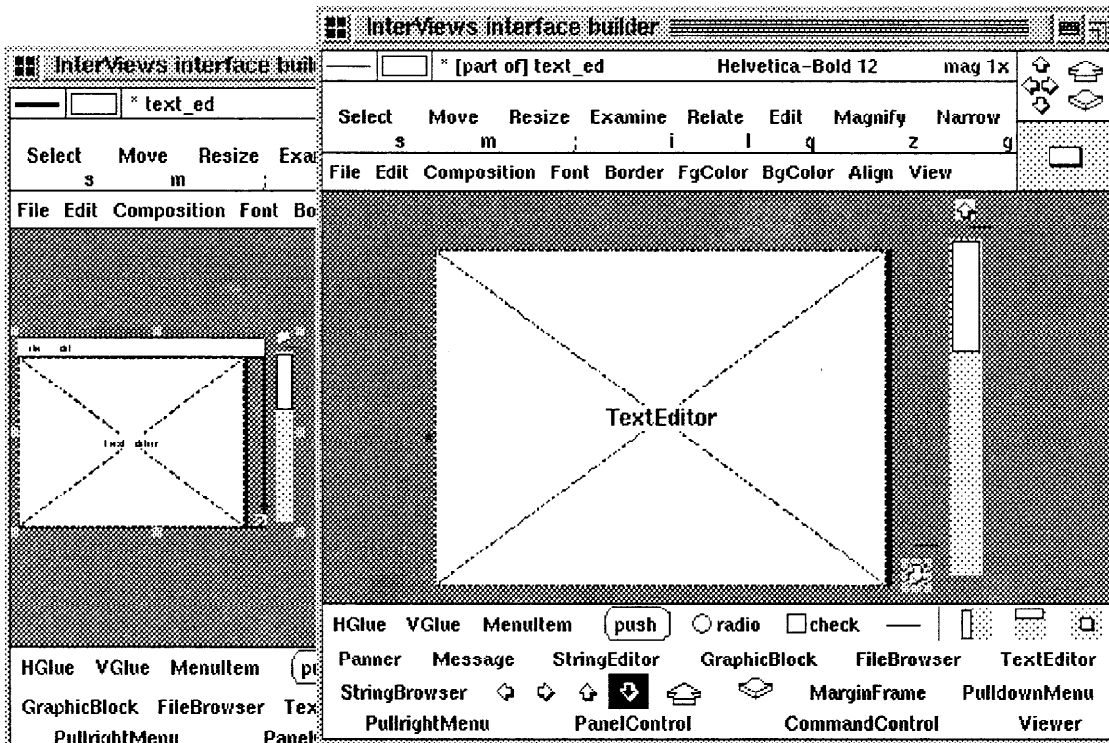 InterViews interface buil
* text_ed
Select Move Resize Exa
s m ;
File Edit Composition Font Bo
HGlue VGlue MenuItem pu
GraphicBlock FileBrowser Tex
PullrightMenu Panel
InterViews interface builder
* [part of] text_ed Helvetica-Bold 12 mag 1x
Select Move Resize Examine Relate Edit Magnify Narrow
s m ; i l q z g
File Edit Composition Font Border FgColor BgColor Align View
TextEditor
HGlue VGlue MenuItem push radio check
Panner Message StringEditor GraphicBlock FileBrowser TextEditor
StringBrowser MarginFrame PulldownMenu
PullrightMenu PanelControl CommandControl Viewer